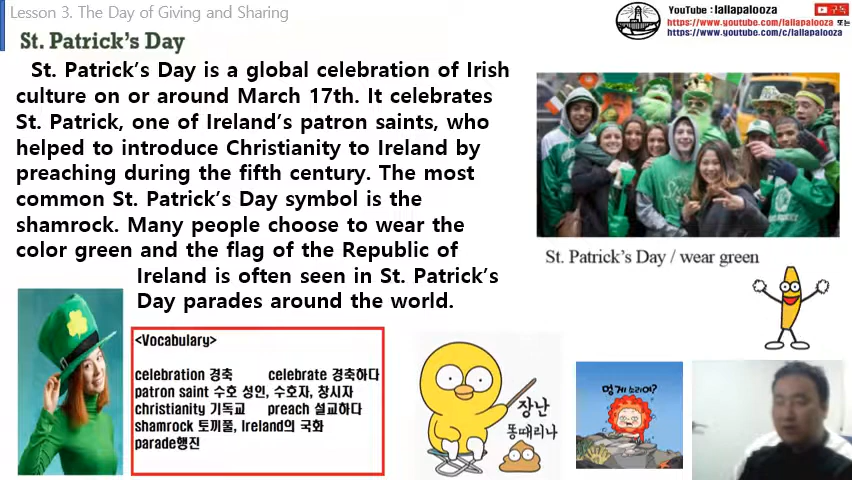 Lesson 3. The Day of Giving and Sharing
YouTube : lallapalooza
구독
https://www.youtube.com/lallapalooza 또는
https://www.youtube.com/c/lallapalooza
St. Patrick's Day
St. Patrick's Day is a global celebration of Irish
culture on or around March 17th. It celebrates
St. Patrick, one of Ireland's patron saints, who
helped to introduce Christianity to Ireland by
preaching during the fifth century. The most
common St. Patrick's Day symbol is the
shamrock. Many people choose to wear the
color green and the flag of the Republic of
Ireland is often seen in St. Patrick's
Day parades around the world.
St. Patrick's Day / wear green
<Vocabulary>
celebration 경축 celebrate 경축하다
patron saint 수호 성인, 수호자, 창시자
christianity 기독교 preach 설교하다
shamrock 토끼풀, Ireland의 국화
parade행진
장난
똥때리나
멍게 소리야?